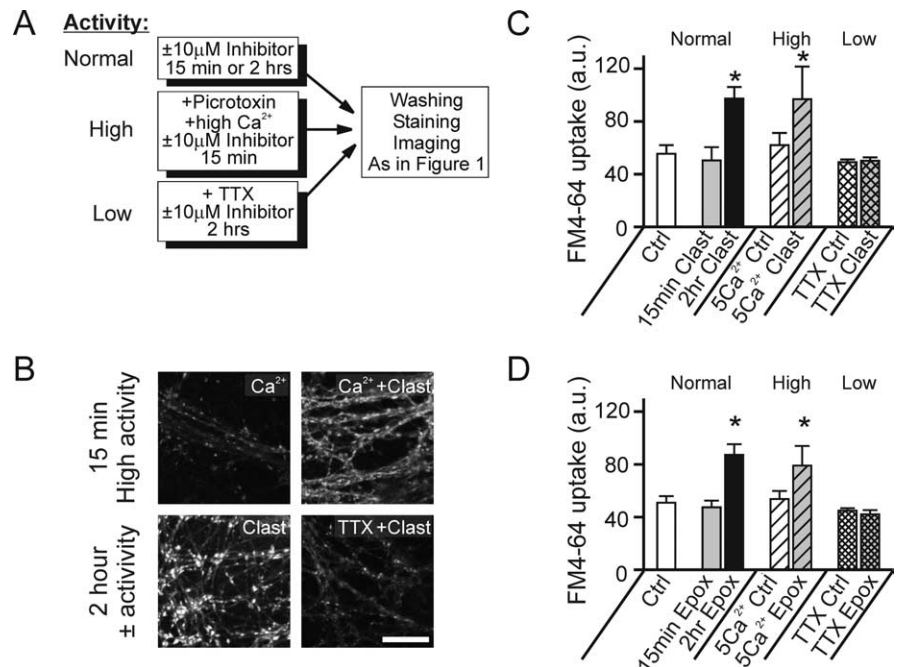 A
Activity:
Normal
±10µM Inhibitor
15 min or 2 hrs
High
+Picrotoxin
+high Ca²⁺
±10µM Inhibitor
15 min
Low
+ TTX
±10µM Inhibitor
2 hrs
Washing
Staining
Imaging
As in Figure 1
B
15 min
High activity
Ca²⁺
Ca²⁺+Clast
2 hour
± activity
Clast
TTX+Clast
C
Normal High Low
FM4-64 uptake (a.u.)
120
80
40
0
* *
Ctrl
15min Clast
2hr Clast
5Ca²⁺ Ctrl
5Ca²⁺ Clast
TTX Ctrl
TTX Clast
D
Normal High Low
FM4-64 uptake (a.u.)
120
80
40
0
* *
Ctrl
15min Epox
2hr Epox
5Ca²⁺ Ctrl
5Ca²⁺ Epox
TTX Ctrl
TTX Epox